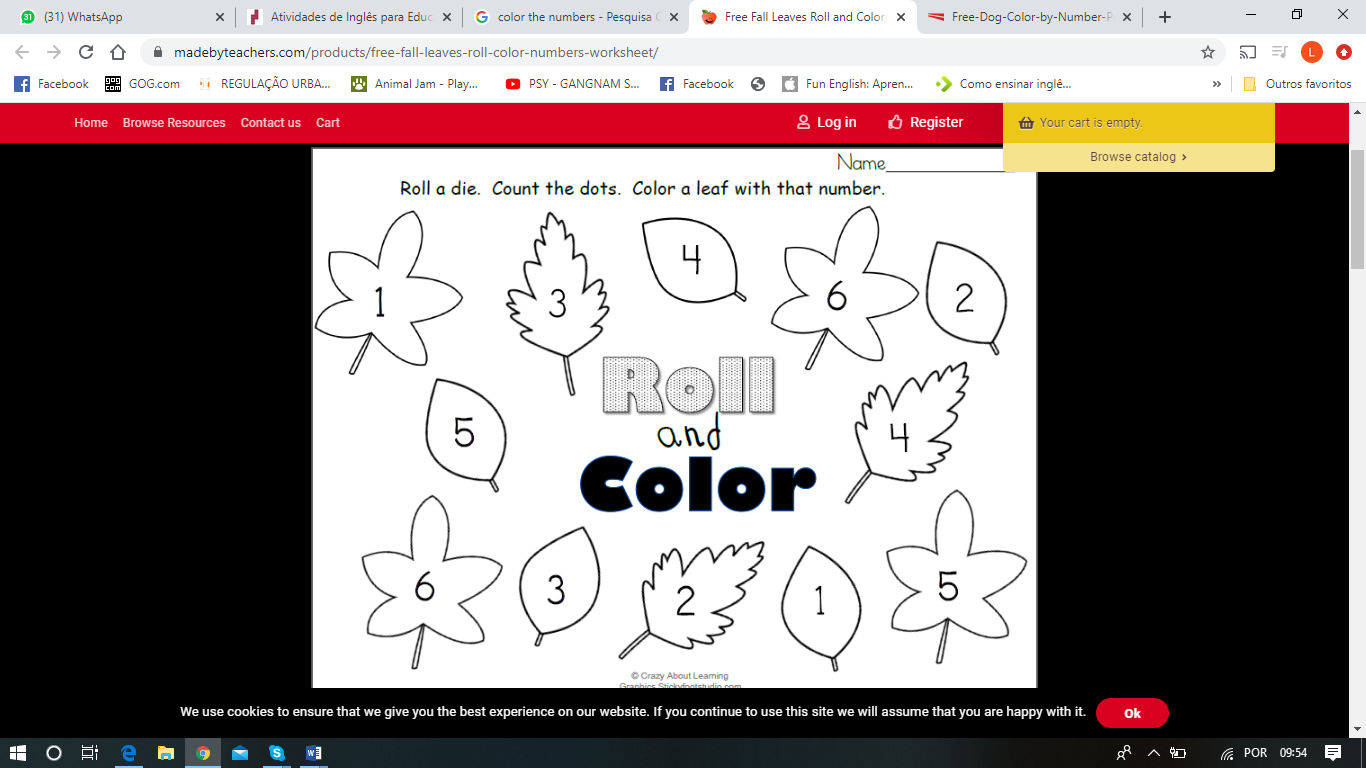 (31) WhatsApp
Atividades de Inglês para Educ
color the numbers - Pesquisa G
Free Fall Leaves Roll and Color
Free-Dog-Color-by-Number-P
madebyteachers.com/products/free-fall-leaves-roll-color-numbers-worksheet/
L
Facebook
GOG.com
REGULAÇÃO URBA...
Animal Jam - Play...
PSY - GANGNAM S...
Facebook
Fun English: Apren...
Como ensinar inglê...
»
Outros favoritos
Home Browse Resources Contact us Cart
Log in Register
Your cart is empty.
Browse catalog ›
Name
Roll a die. Count the dots. Color a leaf with that number.
1 3 4 6 2
Roll
5 and 4
Color
6 3 2 1 5
© Crazy About Learning
Graphics Stickyfootstudio.com
We use cookies to ensure that we give you the best experience on our website. If you continue to use this site we will assume that you are happy with it.
Ok
POR 09:54